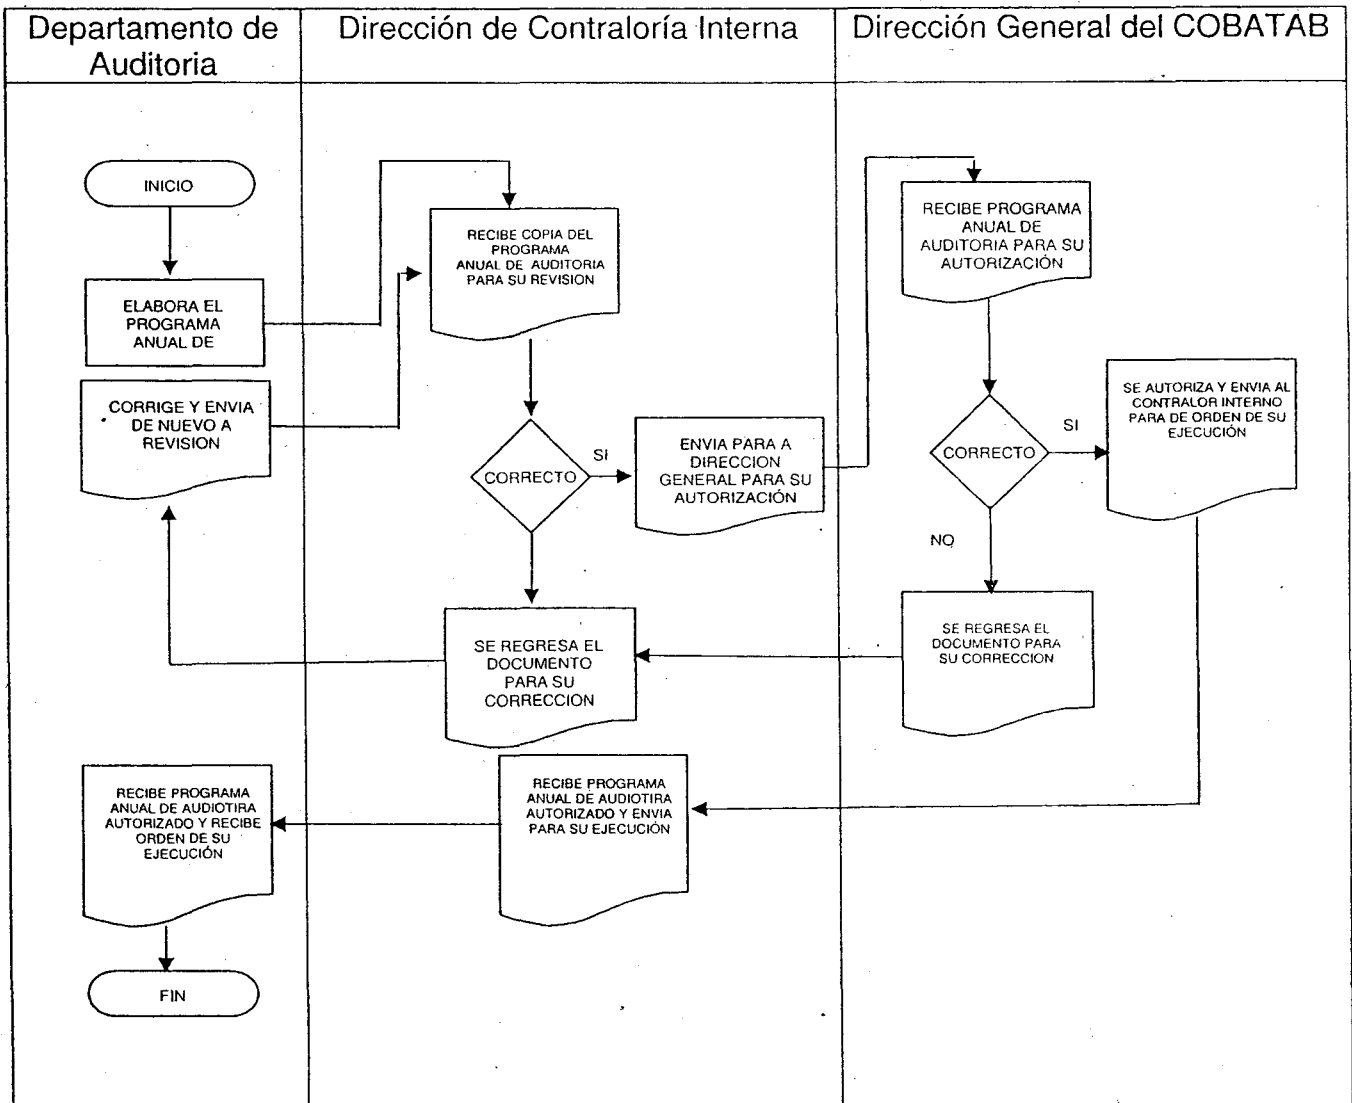 Departamento de
Auditoria
Dirección de Contraloría Interna
Dirección General del COBATAB
INICIO
ELABORA EL
PROGRAMA
ANUAL DE
CORRIGE Y ENVIA
DE NUEVO A
REVISION
RECIBE COPIA DEL
PROGRAMA
ANUAL DE AUDITORIA
PARA SU REVISION
CORRECTO
SI
ENVIA PARA A
DIRECCION
GENERAL PARA SU
AUTORIZACIÓN
RECIBE PROGRAMA
ANUAL DE
AUDITORIA PARA SU
AUTORIZACIÓN
CORRECTO
SI
SE AUTORIZA Y ENVIA AL
CONTRALOR INTERNO
PARA DE ORDEN DE SU
EJECUCIÓN
NO
SE REGRESA EL
DOCUMENTO PARA
SU CORRECCION
SE REGRESA EL
DOCUMENTO
PARA SU
CORRECCION
RECIBE PROGRAMA
ANUAL DE AUDIOTIRA
AUTORIZADO Y ENVIA
PARA SU EJECUCIÓN
RECIBE PROGRAMA
ANUAL DE AUDIOTIRA
AUTORIZADO Y RECIBE
ORDEN DE SU
EJECUCIÓN
FIN